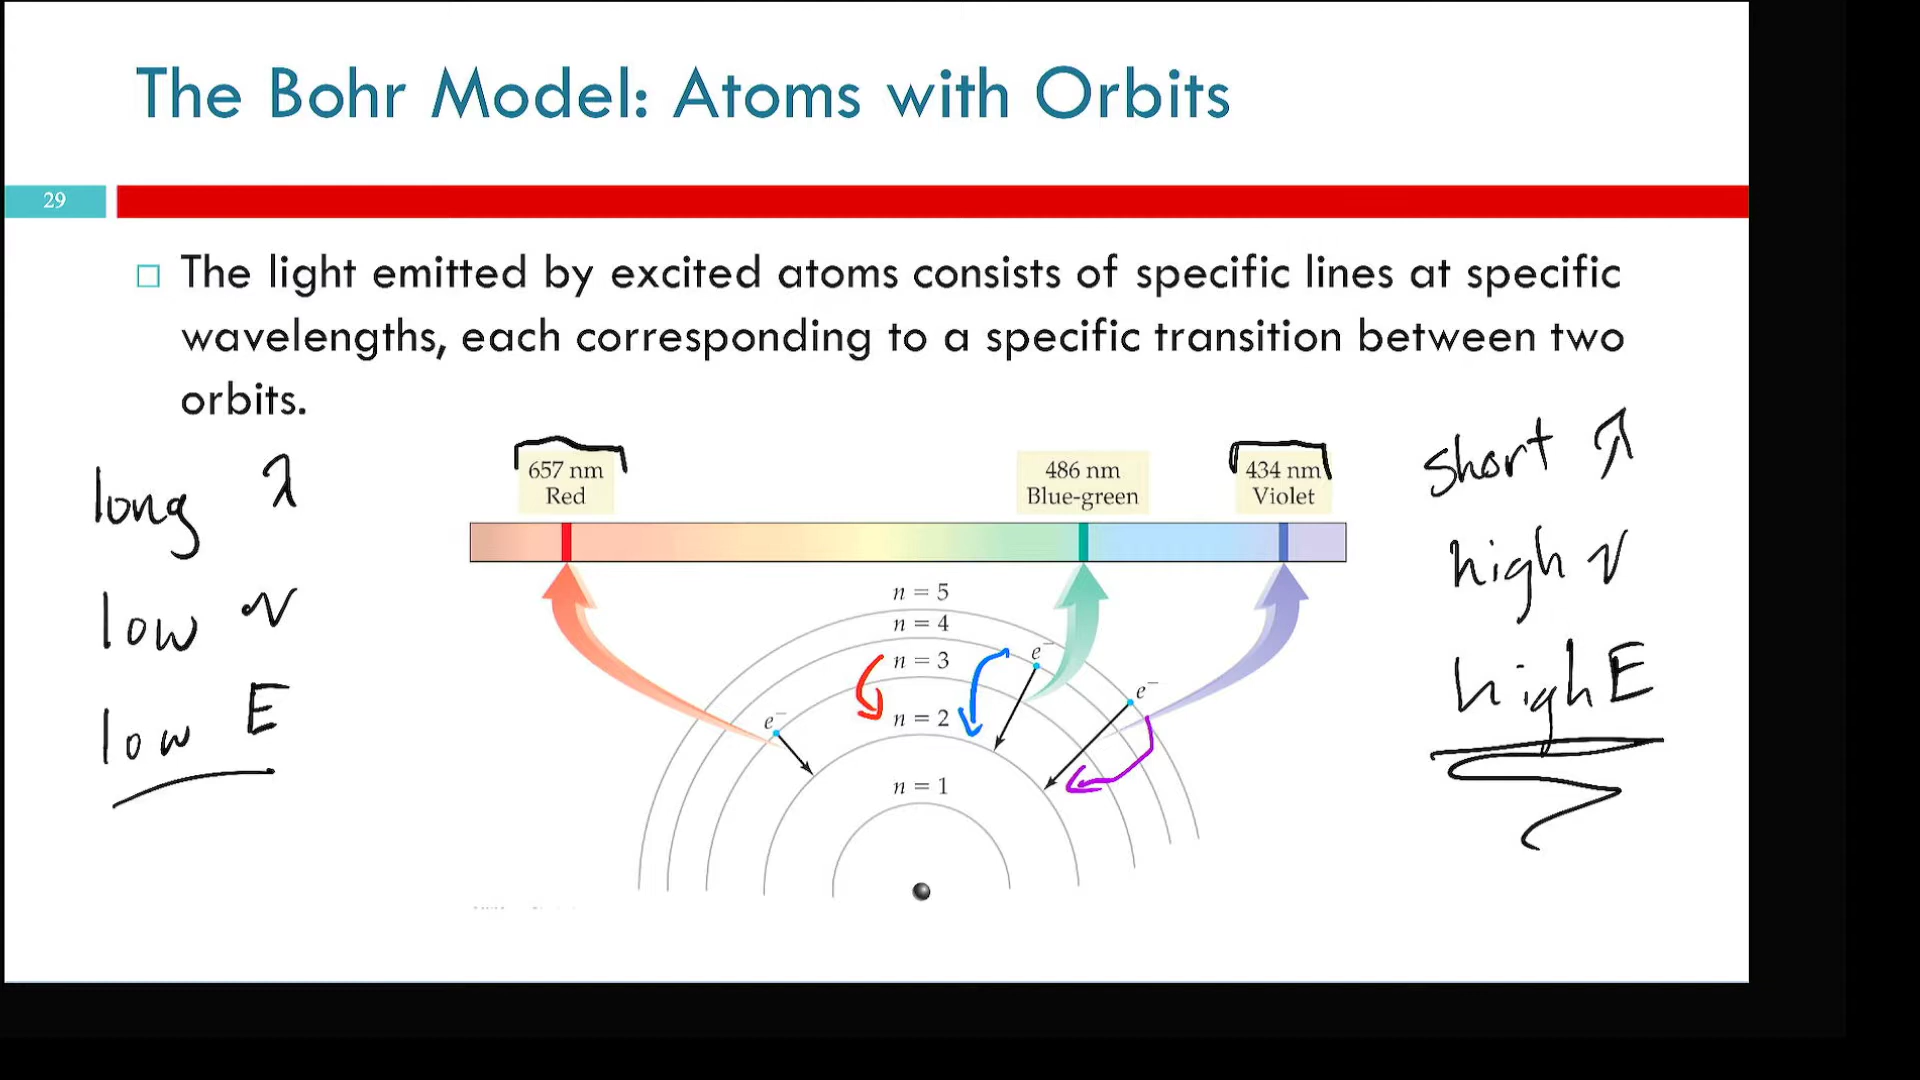 The Bohr Model: Atoms with Orbits
29
The light emitted by excited atoms consists of specific lines at specific
wavelengths, each corresponding to a specific transition between two
orbits.
long λ
low ν
low E
657 nm
Red
486 nm
Blue-green
434 nm
Violet
short λ
high ν
high E
n = 5
n = 4
n = 3
n = 2
n = 1
e⁻
e⁻
e⁻